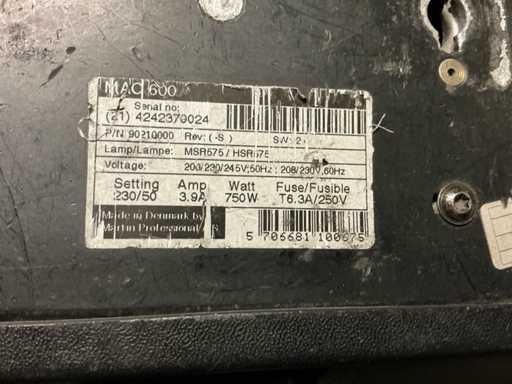 MAC 600
Serial no:
(21) 4242379024
P/N 90210000 Rev: (-S ) SW: 2
Lamp/Lampe: MSR575 / HSR575
Voltage: 200/230/245V,50Hz ; 208/230V,60Hz
Setting Amp Watt Fuse/Fusible
230/50 3.9A 750W T6.3A/250V
Made in Denmark by
Martin Professional A/S
5 706681 100675